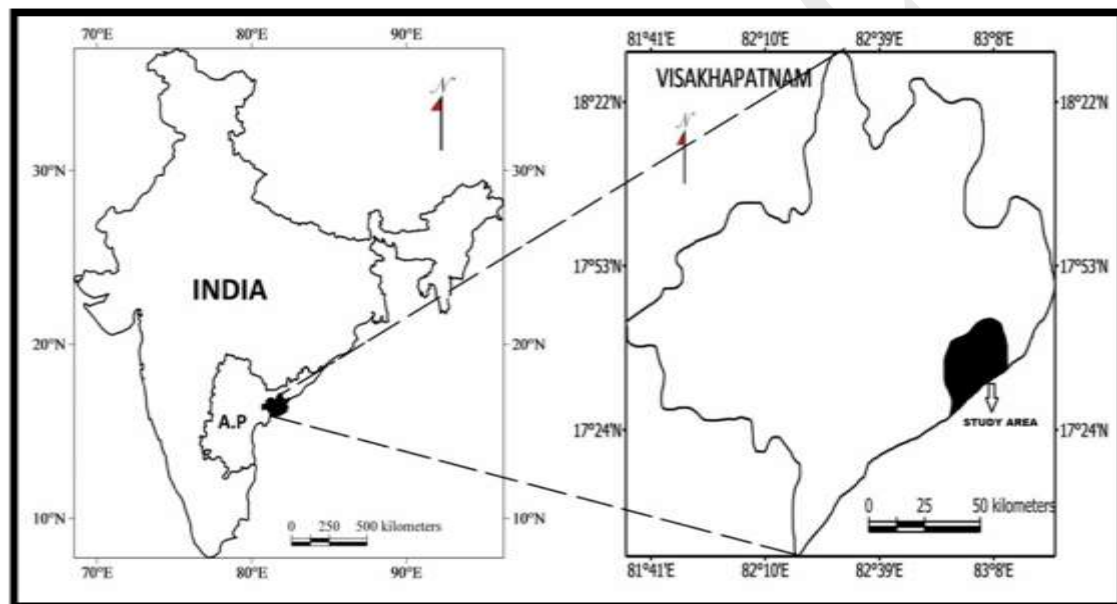 70°E 80°E 90°E
N
30°N 30°N
INDIA
20°N 20°N
A.P
10°N 10°N
0 250 500 kilometers
70°E 80°E 90°E
81°41'E 82°10'E 82°39'E 83°8'E
VISAKHAPATNAM
18°22'N 18°22'N
N
17°53'N 17°53'N
STUDY AREA
17°24'N 17°24'N
0 25 50 kilometers
81°41'E 82°10'E 82°39'E 83°8'E